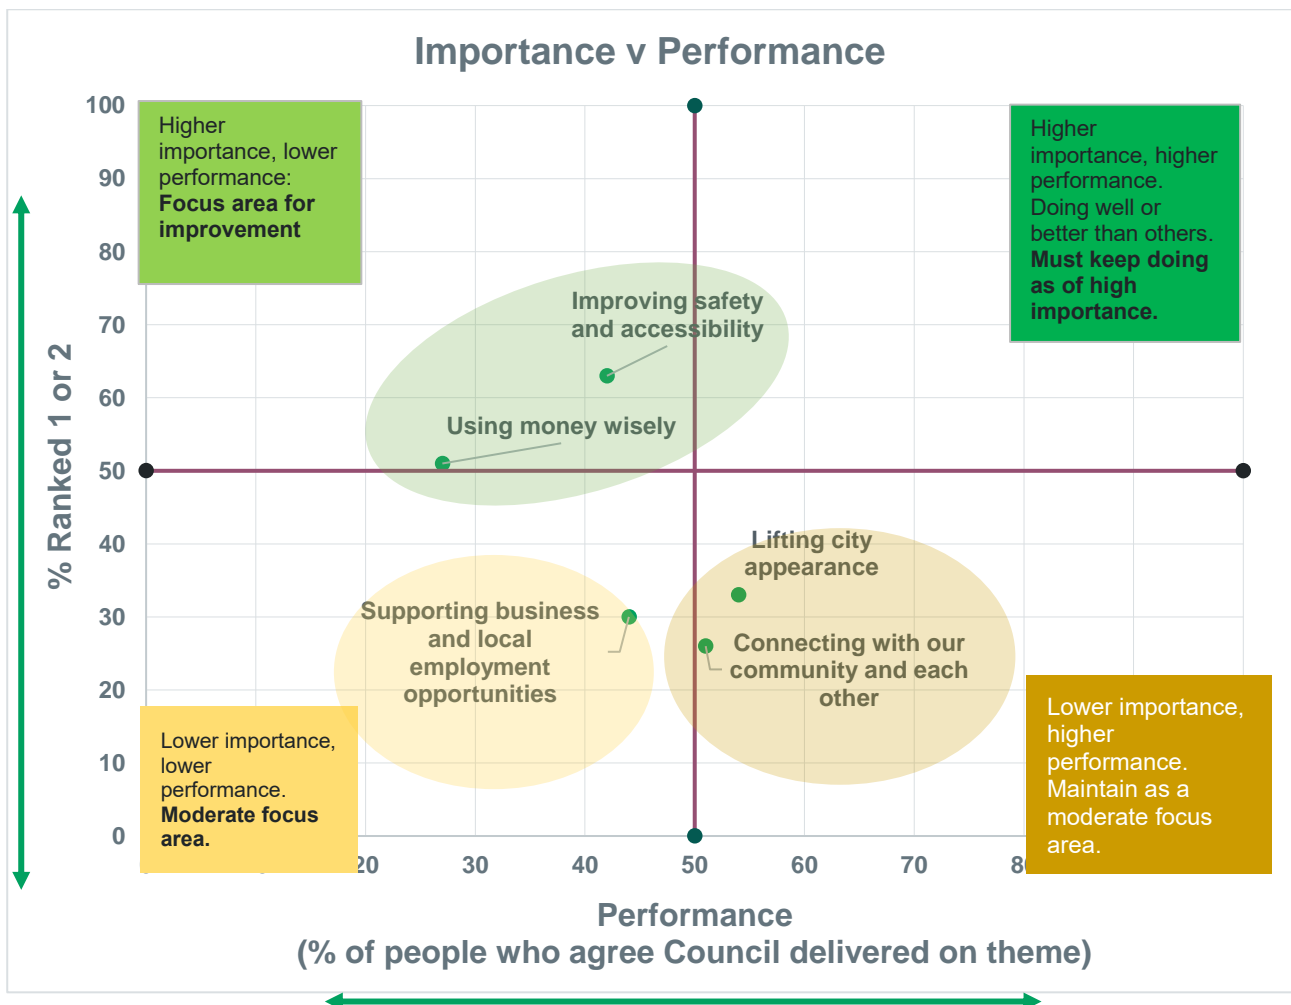 Importance v Performance
100
90
80
70
60
50
40
30
20
10
0
% Ranked 1 or 2
Higher
importance, lower
performance:
Focus area for
improvement
Higher
importance, higher
performance.
Doing well or
better than others.
Must keep doing
as of high
importance.
Improving safety
and accessibility
Using money wisely
Lifting city
appearance
Supporting business
and local
employment
opportunities
Connecting with our
community and each
other
Lower importance,
lower
performance.
Moderate focus
area.
Lower importance,
higher
performance.
Maintain as a
moderate focus
area.
20 30 40 50 60 70
Performance
(% of people who agree Council delivered on theme)